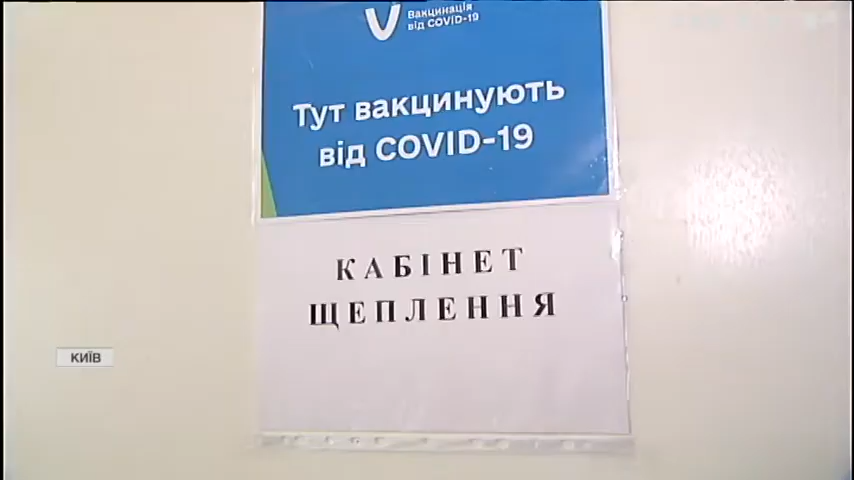 Вакцинація
від COVID-19
Тут вакцинують
від COVID-19
КАБІНЕТ
ЩЕПЛЕННЯ
КИЇВ